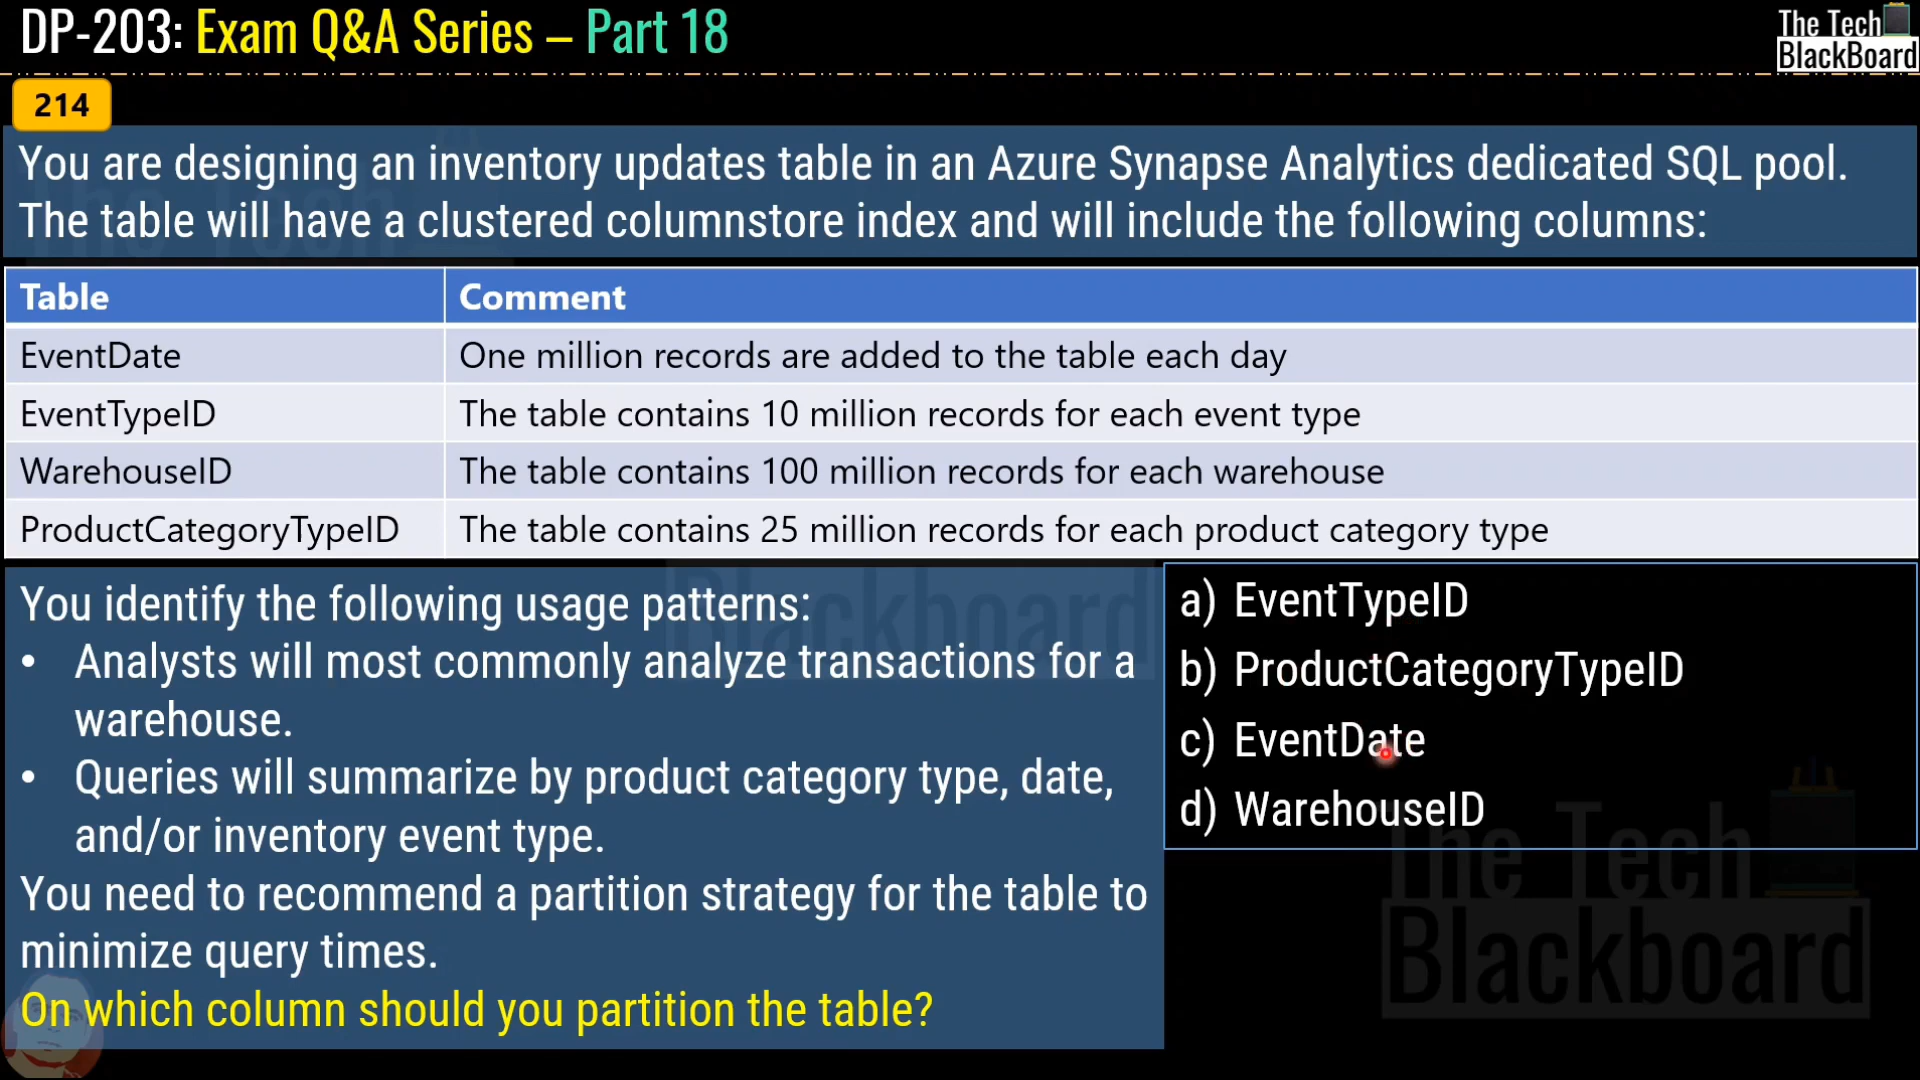 DP-203: Exam Q&A Series – Part 18
The Tech
BlackBoard
214
You are designing an inventory updates table in an Azure Synapse Analytics dedicated SQL pool.
The table will have a clustered columnstore index and will include the following columns:
Table Comment
EventDate One million records are added to the table each day
EventTypeID The table contains 10 million records for each event type
WarehouseID The table contains 100 million records for each warehouse
ProductCategoryTypeID The table contains 25 million records for each product category type
You identify the following usage patterns:
• Analysts will most commonly analyze transactions for a
warehouse.
• Queries will summarize by product category type, date,
and/or inventory event type.
You need to recommend a partition strategy for the table to
minimize query times.
On which column should you partition the table?
a) EventTypeID
b) ProductCategoryTypeID
c) EventDate
d) WarehouseID
The Tech
Blackboard